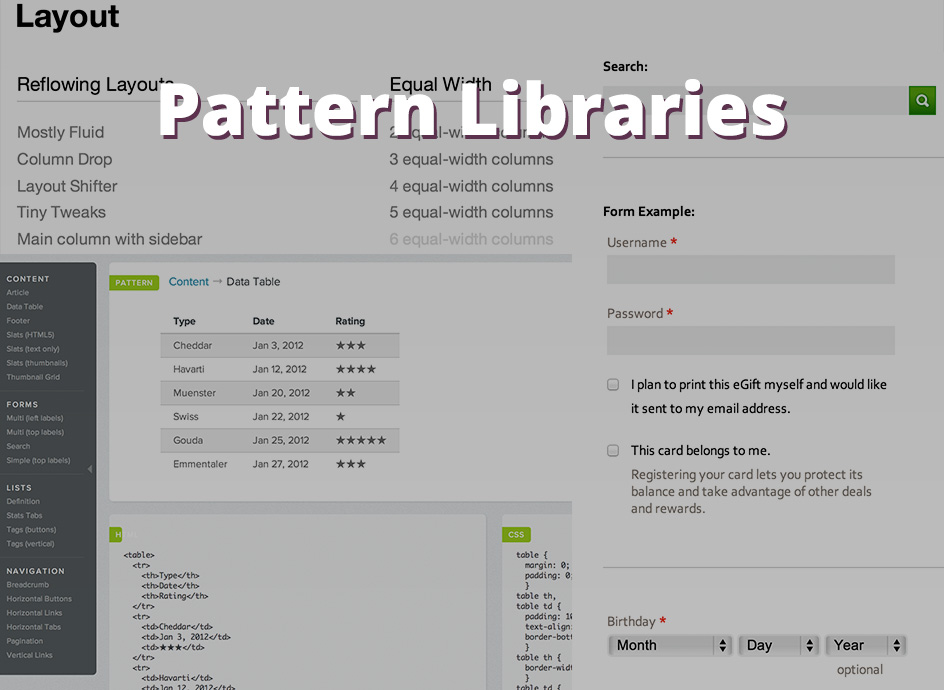 Layout
Pattern Libraries
Reflowing Layouts
Mostly Fluid
Column Drop
Layout Shifter
Tiny Tweaks
Main column with sidebar
Equal Width
2 equal-width columns
3 equal-width columns
4 equal-width columns
5 equal-width columns
6 equal-width columns
Search:
Form Example:
Username *
Password *
I plan to print this eGift myself and would like
it sent to my email address.
This card belongs to me.
Registering your card lets you protect its
balance and take advantage of other deals
and rewards.
Birthday *
Month Day Year
optional
CONTENT
Article
Data Table
Footer
Slats (HTML5)
Slats (text only)
Slats (thumbnails)
Thumbnail Grid
FORMS
Multi (left labels)
Multi (top labels)
Search
Simple (top labels)
LISTS
Definition
Stats Tabs
Tags (buttons)
Tags (vertical)
NAVIGATION
Breadcrumb
Horizontal Buttons
Horizontal Links
Horizontal Tabs
Pagination
Vertical Links
PATTERN Content → Data Table
Type Date Rating
Cheddar Jan 3, 2012 ★★★
Havarti Jan 12, 2012 ★★★★
Muenster Jan 20, 2012 ★★
Swiss Jan 22, 2012 ★
Gouda Jan 25, 2012 ★★★★★
Emmentaler Jan 27, 2012 ★★★
<table>
<tr>
<th>Type</th>
<th>Date</th>
<th>Rating</th>
</tr>
<tr>
<td>Cheddar</td>
<td>Jan 3, 2012</td>
<td>★★★</td>
</tr>
<tr>
<td>Havarti</td>
<td>Jan 12, 2012</td>
CSS
table {
margin: 0;
padding: 0;
}
table th,
table td {
padding: 10
text-align:
border-bott
}
table th {
border-widt
}
table td {